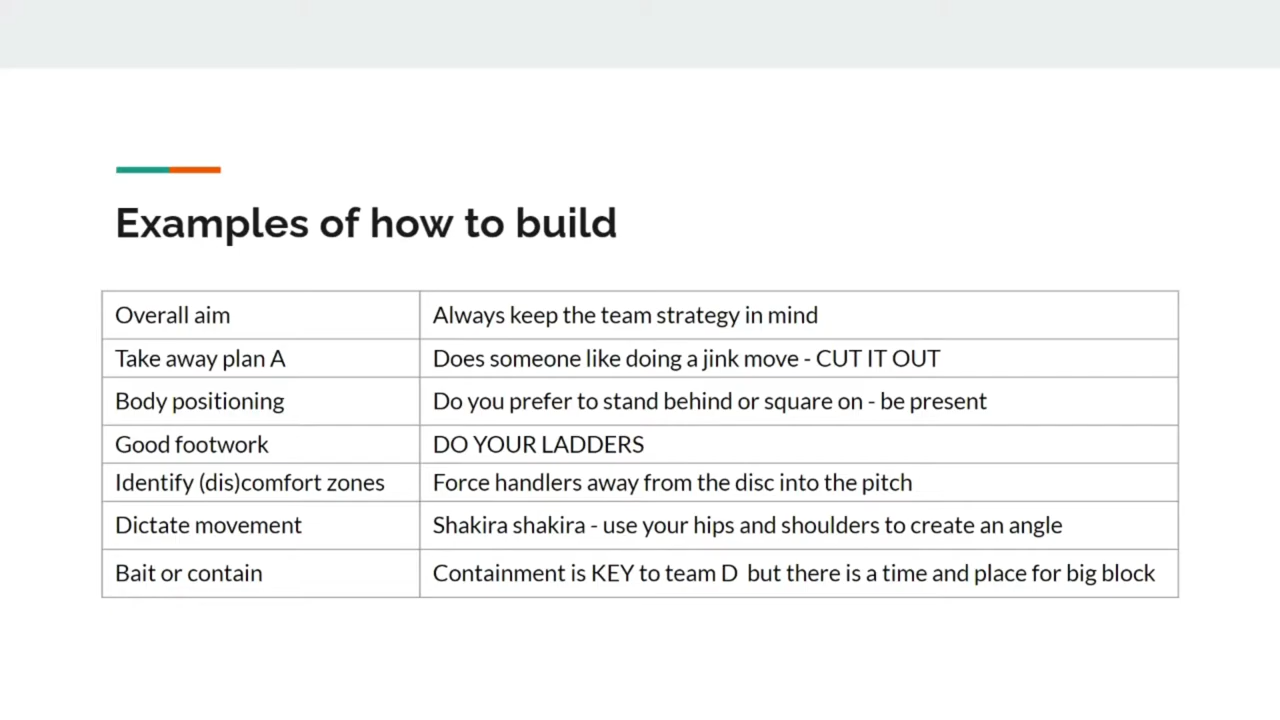 Examples of how to build
Overall aim
Always keep the team strategy in mind
Take away plan A
Does someone like doing a jink move - CUT IT OUT
Body positioning
Do you prefer to stand behind or square on - be present
Good footwork
DO YOUR LADDERS
Identify (dis)comfort zones
Force handlers away from the disc into the pitch
Dictate movement
Shakira shakira - use your hips and shoulders to create an angle
Bait or contain
Containment is KEY to team D but there is a time and place for big block